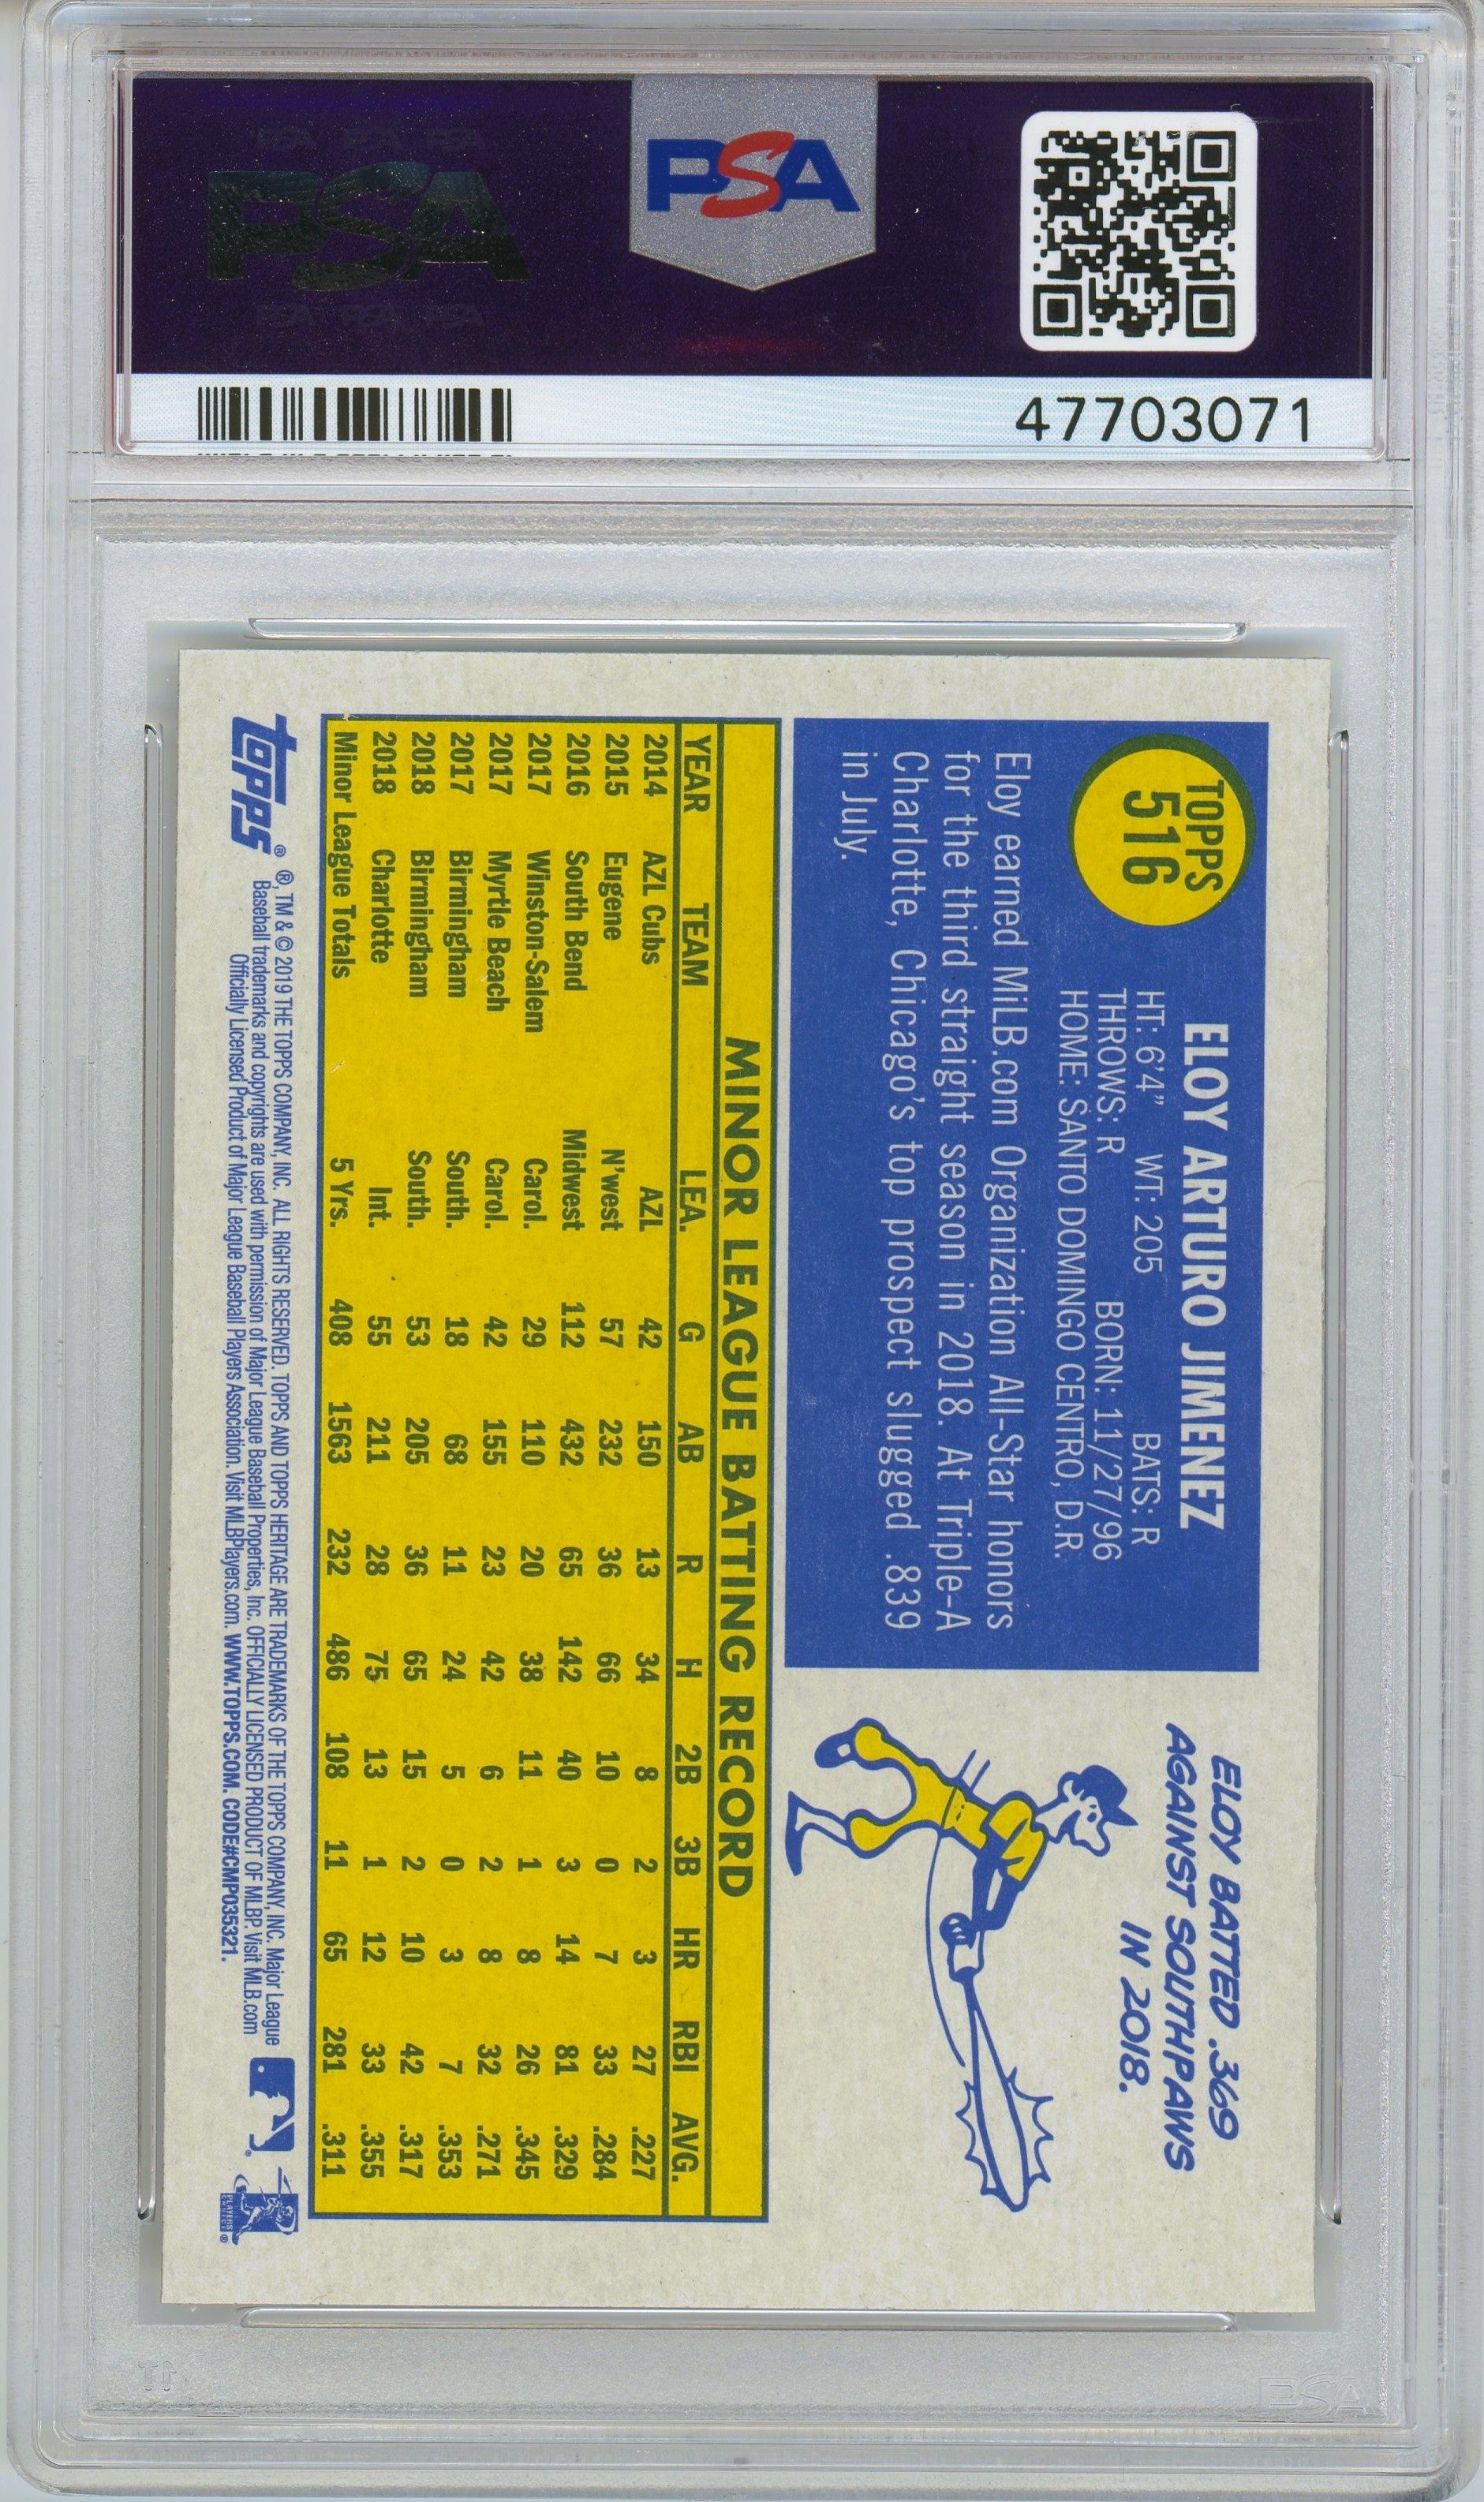 PSA
PSA
47703071
TOPPS
516
ELOY ARTURO JIMENEZ
HT: 6'4" WT: 205 BATS: R
THROWS: R BORN: 11/27/96
HOME: SANTO DOMINGO CENTRO, D.R.
Eloy earned MiLB.com Organization All-Star honors
for the third straight season in 2018. At Triple-A
Charlotte, Chicago's top prospect slugged .839
in July.
ELOY BATTED .369
AGAINST SOUTHPAWS
IN 2018.
MINOR LEAGUE BATTING RECORD
YEAR TEAM LEA. G AB R H 2B 3B HR RBI AVG.
2014 AZL Cubs AZL 42 150 13 34 8 2 3 27 .227
2015 Eugene N'west 57 232 36 66 10 0 7 33 .284
2016 South Bend Midwest 112 432 65 142 40 3 14 81 .329
2017 Winston-Salem Carol. 29 110 20 38 11 1 8 26 .345
2017 Myrtle Beach Carol. 42 155 23 42 6 2 8 32 .271
2017 Birmingham South. 18 68 11 24 5 0 3 7 .353
2018 Birmingham South. 53 205 36 65 15 2 10 42 .317
2018 Charlotte Int. 55 211 28 75 13 1 12 33 .355
Minor League Totals 5 Yrs. 408 1563 232 486 108 11 65 281 .311
topps ®
®, TM & © 2019 THE TOPPS COMPANY, INC. ALL RIGHTS RESERVED. TOPPS AND TOPPS HERITAGE ARE TRADEMARKS OF THE TOPPS COMPANY, INC. Major League
Baseball trademarks and copyrights are used with permission of Major League Baseball Properties, Inc. OFFICIALLY LICENSED PRODUCT OF MLBP. Visit MLB.com
Officially Licensed Product of Major League Baseball Players Association. Visit MLBPlayers.com. WWW.TOPPS.COM. CODE#CMP035321.
PSA